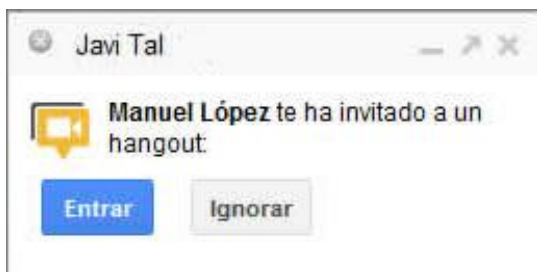 Javi Tal
Manuel López te ha invitado a un
hangout:
Entrar
Ignorar